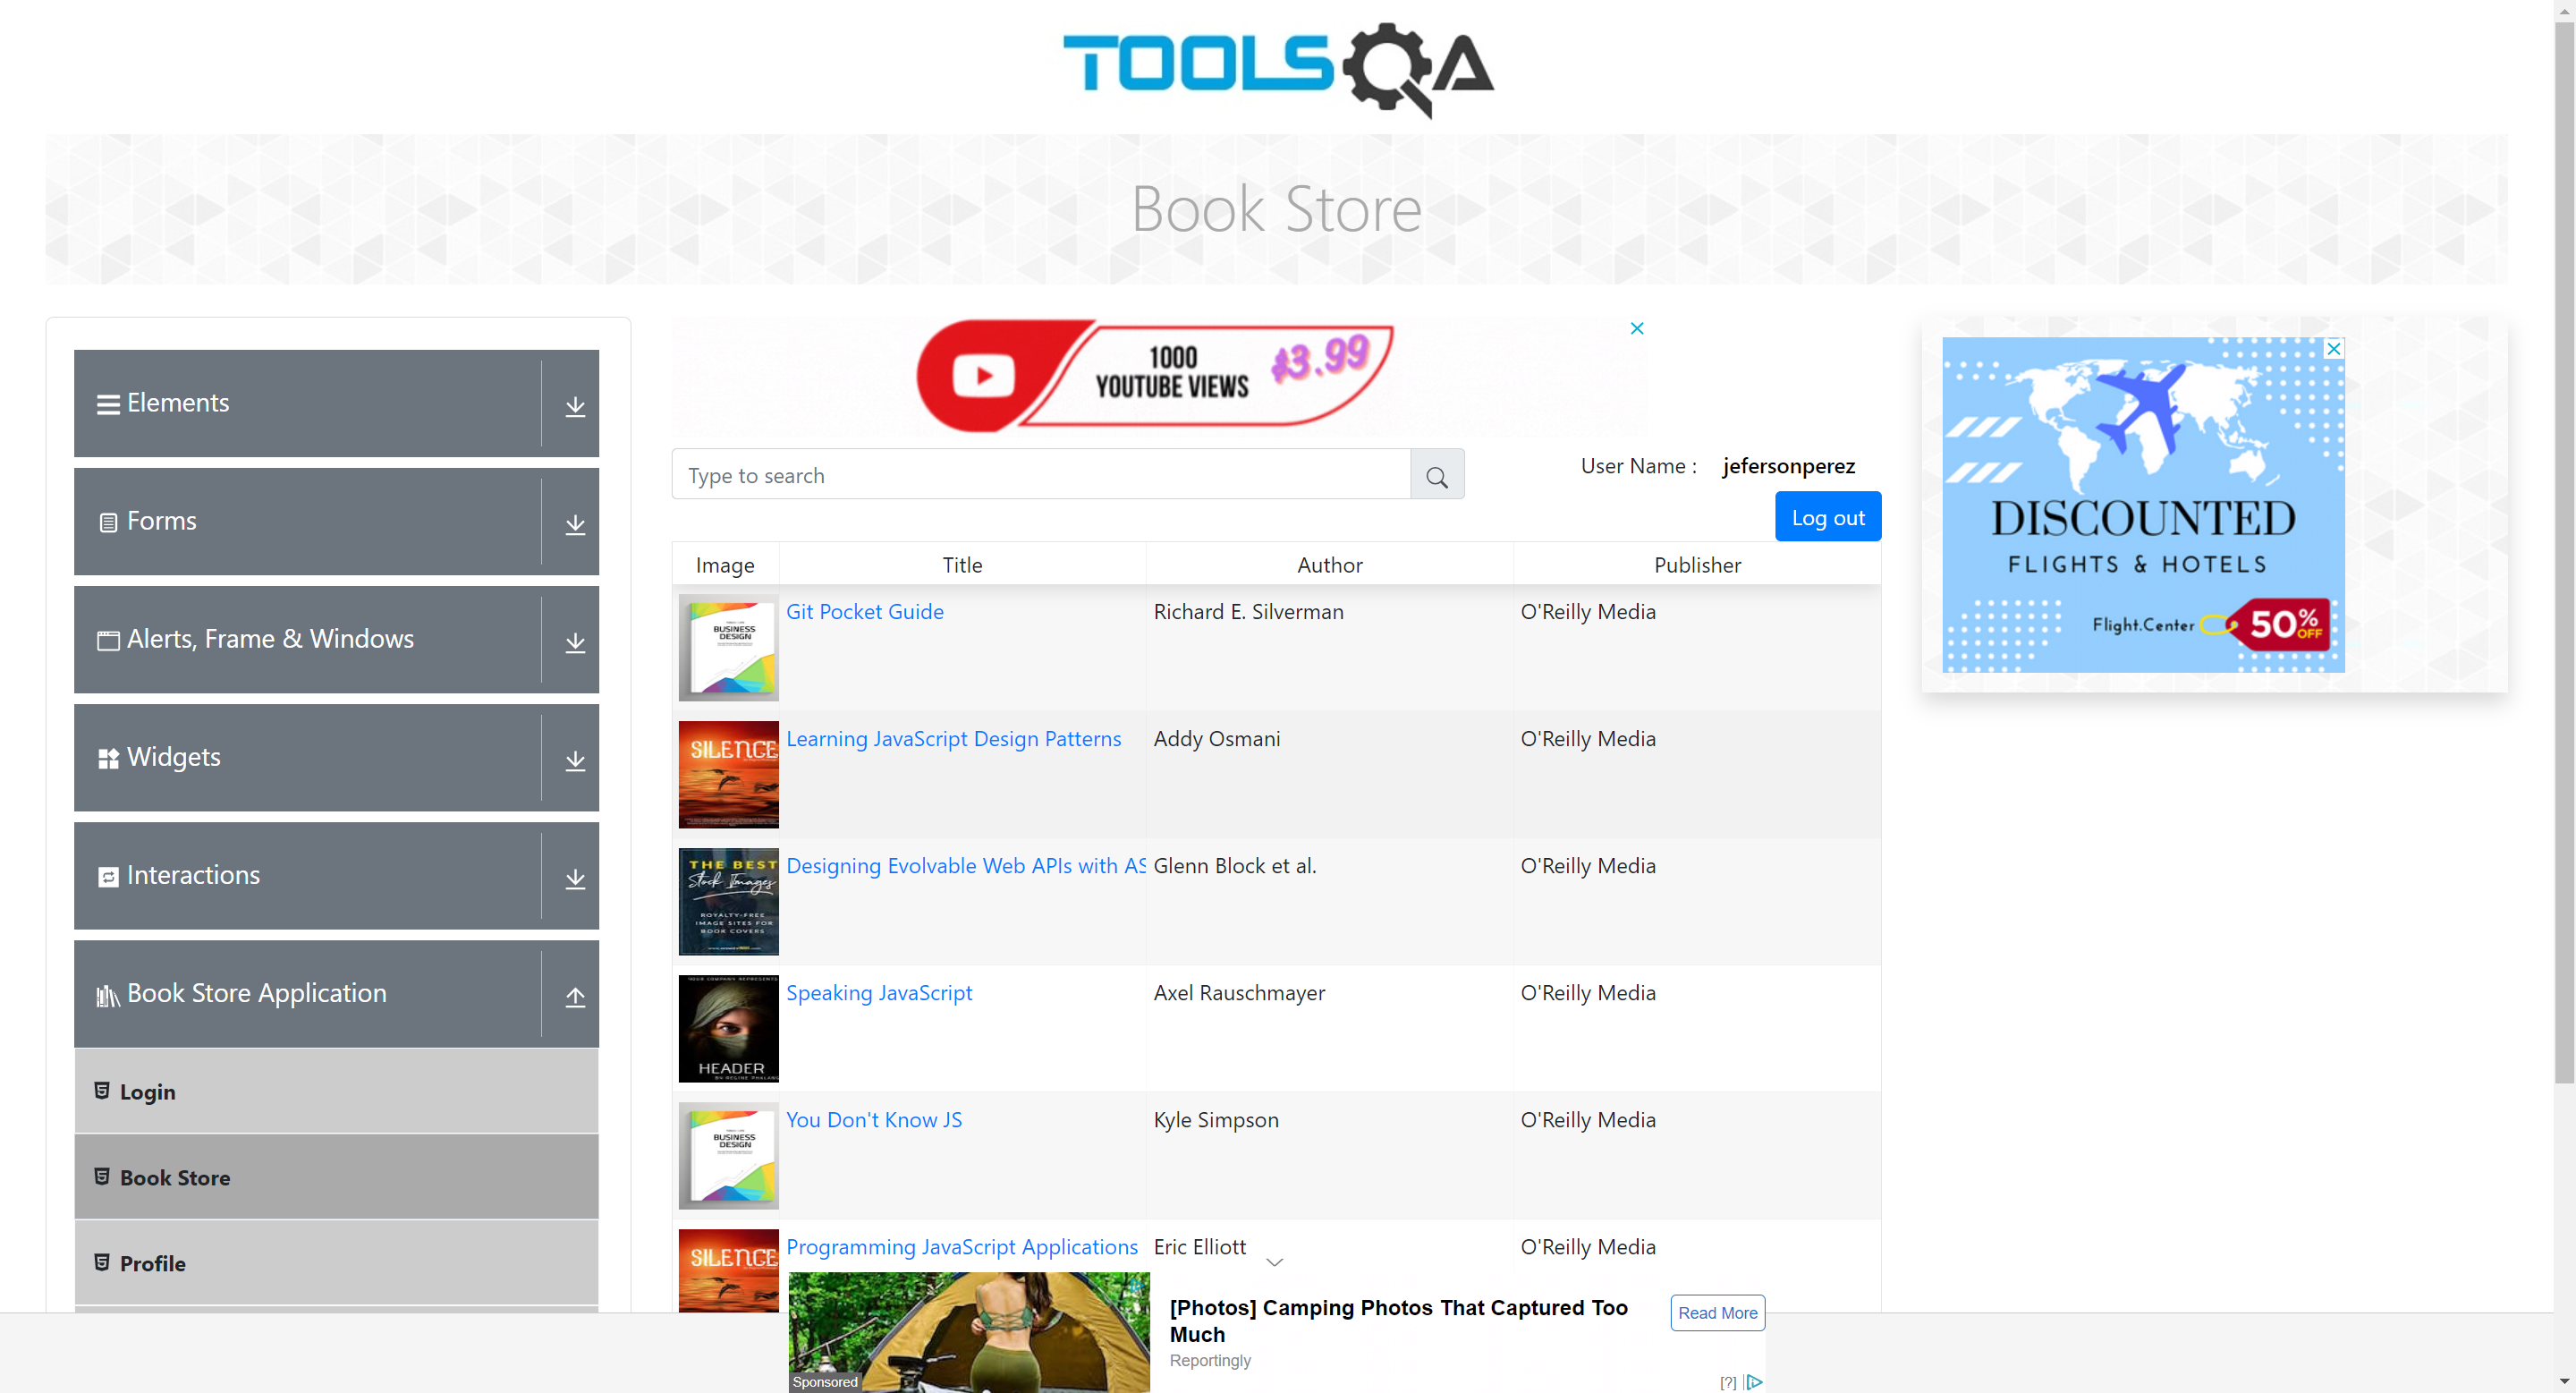 TOOLSQA
Book Store
Elements
Forms
Alerts, Frame & Windows
Widgets
Interactions
Book Store Application
Login
Book Store
Profile
1000
YOUTUBE VIEWS
$3.99
Type to search
User Name : jefersonperez
Log out
Image Title Author Publisher
BUSINESS
DESIGN
Git Pocket Guide Richard E. Silverman O'Reilly Media
SILENCE
Learning JavaScript Design Patterns Addy Osmani O'Reilly Media
THE BEST
Stock Images
ROYALTY-FREE
IMAGE SITES FOR
BOOK COVERS
Designing Evolvable Web APIs with AS Glenn Block et al. O'Reilly Media
YOUR COMPANY REPRESENTS
HEADER
Speaking JavaScript Axel Rauschmayer O'Reilly Media
BUSINESS
DESIGN
You Don't Know JS Kyle Simpson O'Reilly Media
SILENCE
Programming JavaScript Applications Eric Elliott O'Reilly Media
DISCOUNTED
FLIGHTS & HOTELS
Flight.Center
50% OFF
[Photos] Camping Photos That Captured Too
Much
Reportingly
Read More
Sponsored
[?]